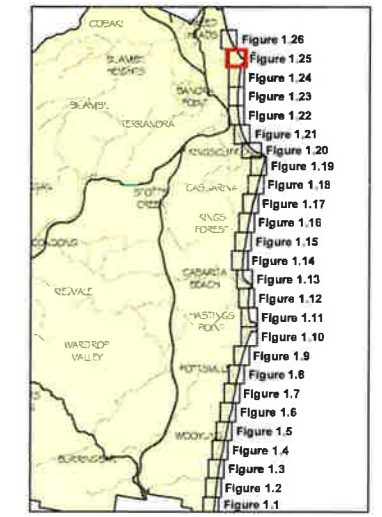 COBAKI
HEADS
Figure 1.26
BILAMBIL
HEIGHTS
Figure 1.25
Figure 1.24
BANORA
POINT
Figure 1.23
BILAMBIL
Figure 1.22
TERRANORA
Figure 1.21
KINGSCLIFF
Figure 1.20
Figure 1.19
CASUARINA
Figure 1.18
CREEK
Figure 1.17
KINGS
FOREST
Figure 1.16
Figure 1.15
CONDONG
Figure 1.14
CABARITA
BEACH
Figure 1.13
Figure 1.12
HASTINGS
POINT
Figure 1.11
Figure 1.10
WARDROP
VALLEY
Figure 1.9
POTTSVILLE
Figure 1.8
Figure 1.7
Figure 1.6
Figure 1.5
Figure 1.4
Figure 1.3
Figure 1.2
Figure 1.1